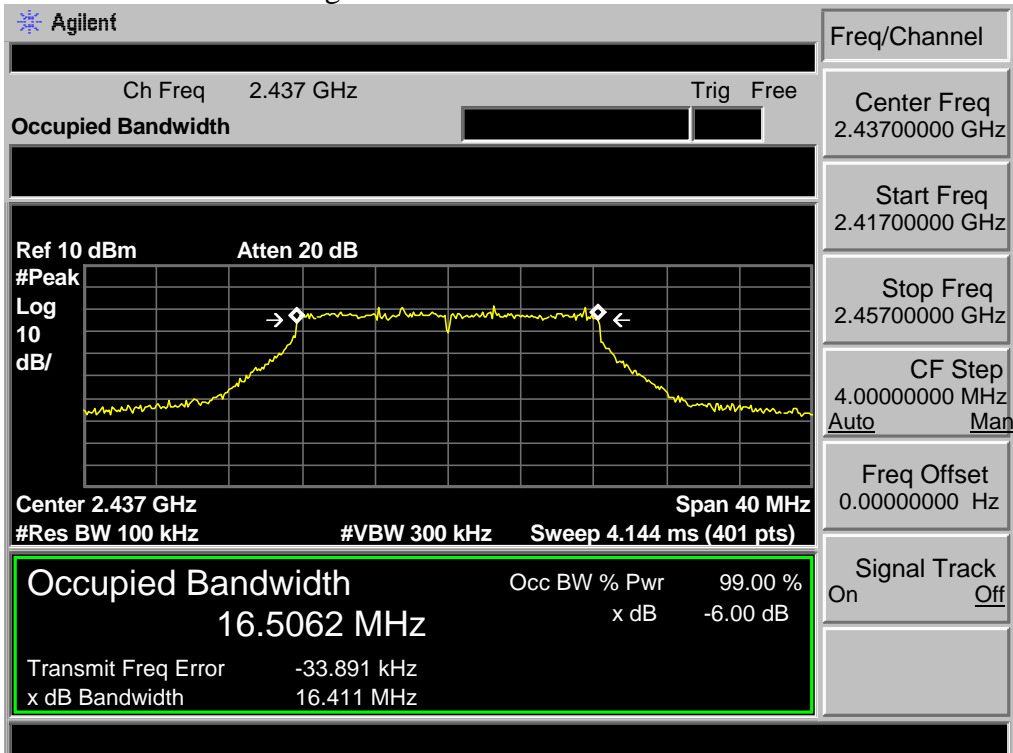 Agilent
Freq/Channel
Ch Freq 2.437 GHz Trig Free
Occupied Bandwidth
Center Freq
2.43700000 GHz
Start Freq
2.41700000 GHz
Ref 10 dBm Atten 20 dB
#Peak
Log
10
dB/
Stop Freq
2.45700000 GHz
CF Step
4.00000000 MHz
Auto Man
Freq Offset
0.00000000 Hz
Center 2.437 GHz Span 40 MHz
#Res BW 100 kHz #VBW 300 kHz Sweep 4.144 ms (401 pts)
Signal Track
On Off
Occupied Bandwidth Occ BW % Pwr 99.00 %
16.5062 MHz x dB -6.00 dB
Transmit Freq Error -33.891 kHz
x dB Bandwidth 16.411 MHz